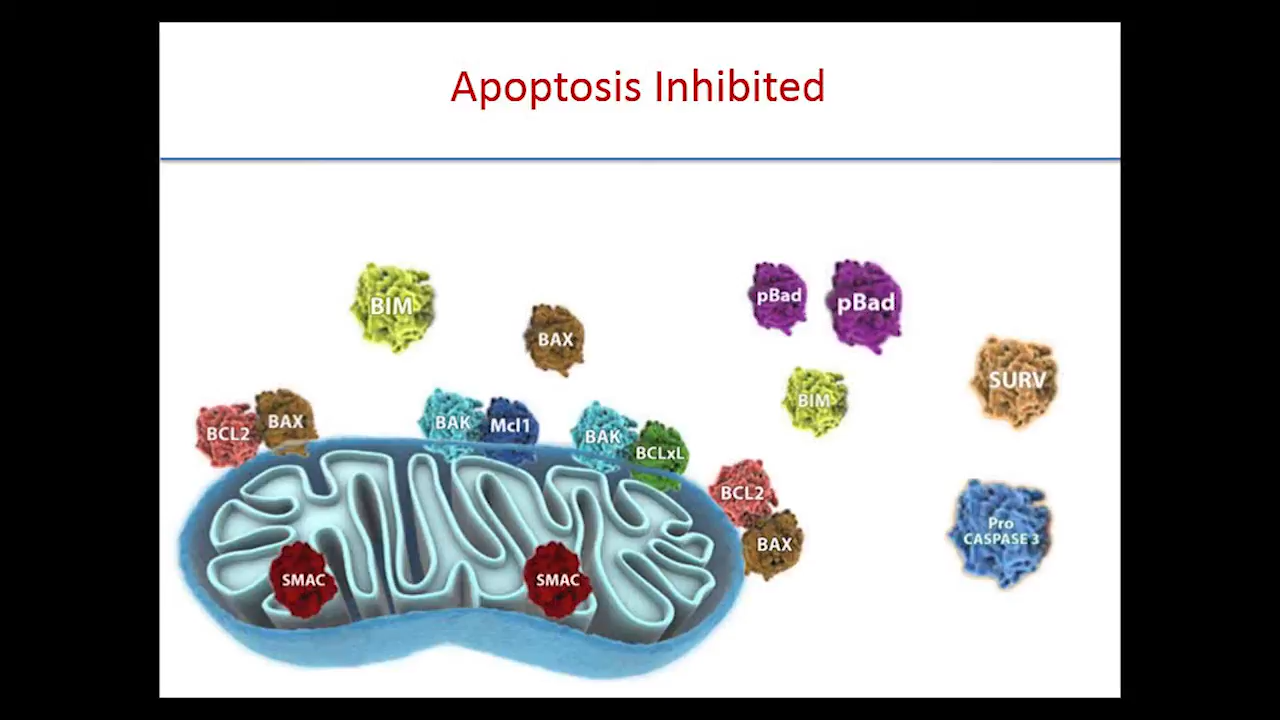 Apoptosis Inhibited
BIM
BAX
pBad
pBad
BIM
SURV
BCL2
BAX
BAK
Mcl1
BAK
BCLxL
BCL2
BAX
Pro
CASPASE 3
SMAC
SMAC